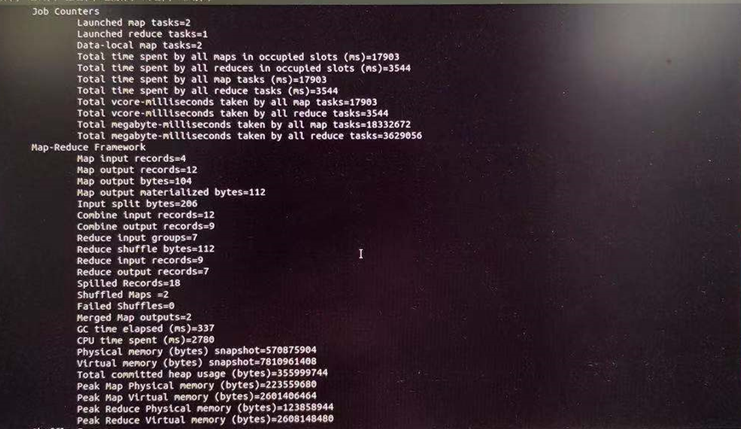 Job Counters
Launched map tasks=2
Launched reduce tasks=1
Data-local map tasks=2
Total time spent by all maps in occupied slots (ms)=17903
Total time spent by all reduces in occupied slots (ms)=3544
Total time spent by all map tasks (ms)=17903
Total time spent by all reduce tasks (ms)=3544
Total vcore-milliseconds taken by all map tasks=17903
Total vcore-milliseconds taken by all reduce tasks=3544
Total megabyte-milliseconds taken by all map tasks=18332672
Total megabyte-milliseconds taken by all reduce tasks=3629056
Map-Reduce Framework
Map input records=4
Map output records=12
Map output bytes=104
Map output materialized bytes=112
Input split bytes=206
Combine input records=12
Combine output records=9
Reduce input groups=7
Reduce shuffle bytes=112
Reduce input records=9
Reduce output records=7
Spilled Records=18
Shuffled Maps =2
Failed Shuffles=0
Merged Map outputs=2
GC time elapsed (ms)=337
CPU time spent (ms)=2780
Physical memory (bytes) snapshot=570875904
Virtual memory (bytes) snapshot=7810961408
Total committed heap usage (bytes)=355999744
Peak Map Physical memory (bytes)=223559680
Peak Map Virtual memory (bytes)=2601406464
Peak Reduce Physical memory (bytes)=123858944
Peak Reduce Virtual memory (bytes)=2608148480